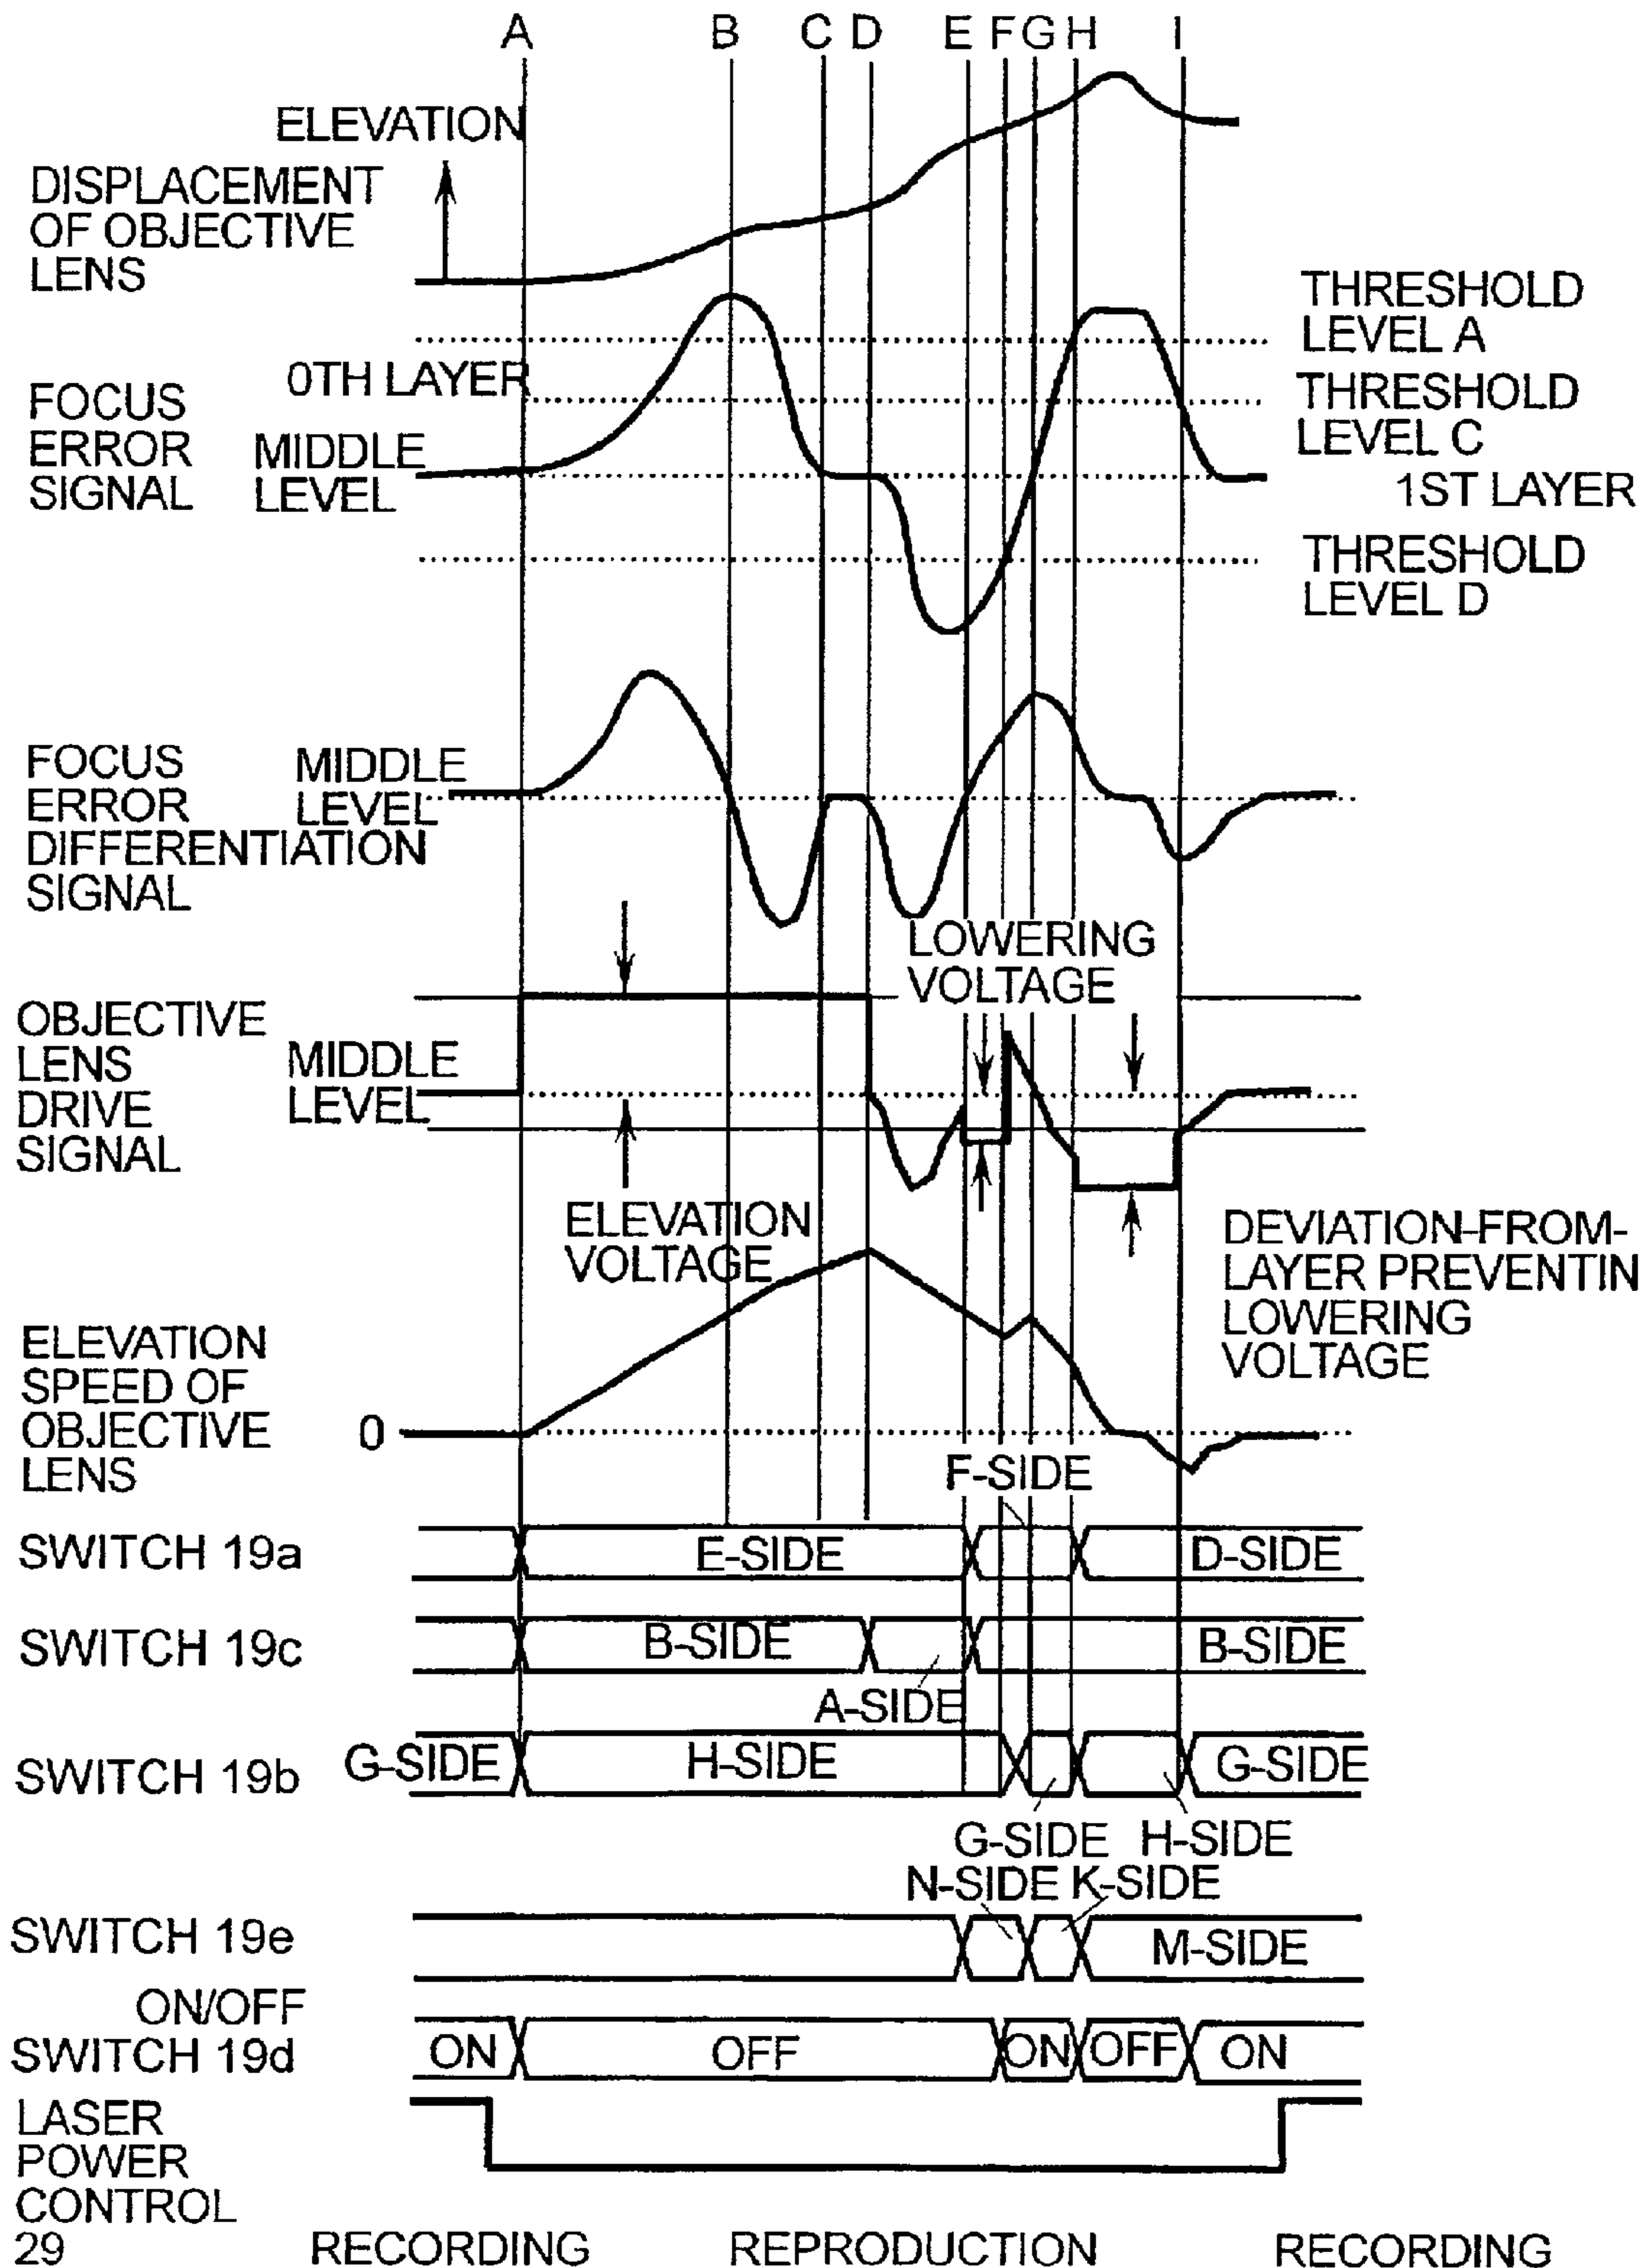 A B C D E F G H I
ELEVATION
DISPLACEMENT
OF OBJECTIVE
LENS
THRESHOLD
LEVEL A
0TH LAYER
THRESHOLD
LEVEL C
FOCUS
ERROR
SIGNAL
MIDDLE
LEVEL
1ST LAYER
THRESHOLD
LEVEL D
FOCUS
ERROR
DIFFERENTIATION
SIGNAL
MIDDLE
LEVEL
LOWERING
VOLTAGE
OBJECTIVE
LENS
DRIVE
SIGNAL
MIDDLE
LEVEL
ELEVATION
VOLTAGE
DEVIATION-FROM-
LAYER PREVENTIN
LOWERING
VOLTAGE
ELEVATION
SPEED OF
OBJECTIVE
LENS
0
F-SIDE
SWITCH 19a
E-SIDE
D-SIDE
SWITCH 19c
B-SIDE
B-SIDE
A-SIDE
SWITCH 19b
G-SIDE
H-SIDE
G-SIDE
G-SIDE H-SIDE
N-SIDE K-SIDE
SWITCH 19e
M-SIDE
ON/OFF
SWITCH 19d
ON
OFF
ON
OFF
ON
LASER
POWER
CONTROL
29
RECORDING
REPRODUCTION
RECORDING